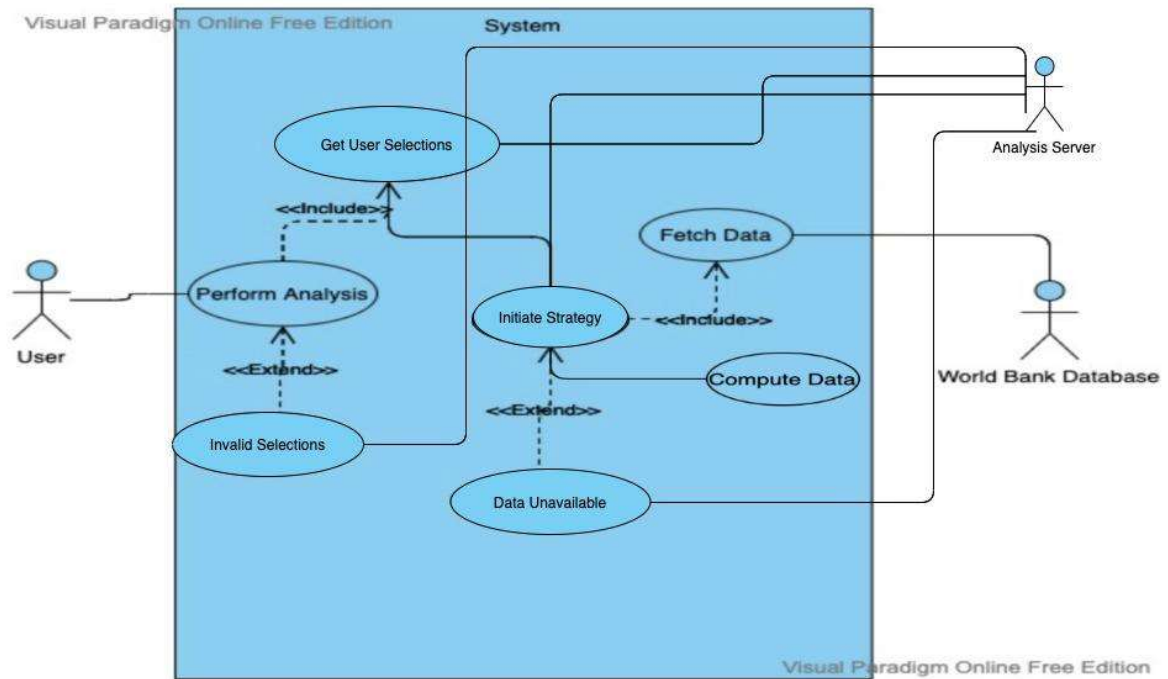 Visual Paradigm Online Free Edition
System
Get User Selections
Analysis Server
<<Include>>
Fetch Data
Perform Analysis
Initiate Strategy
<<Include>>
User
<<Extend>>
Compute Data
World Bank Database
<<Extend>>
Invalid Selections
Data Unavailable
Visual Paradigm Online Free Edition